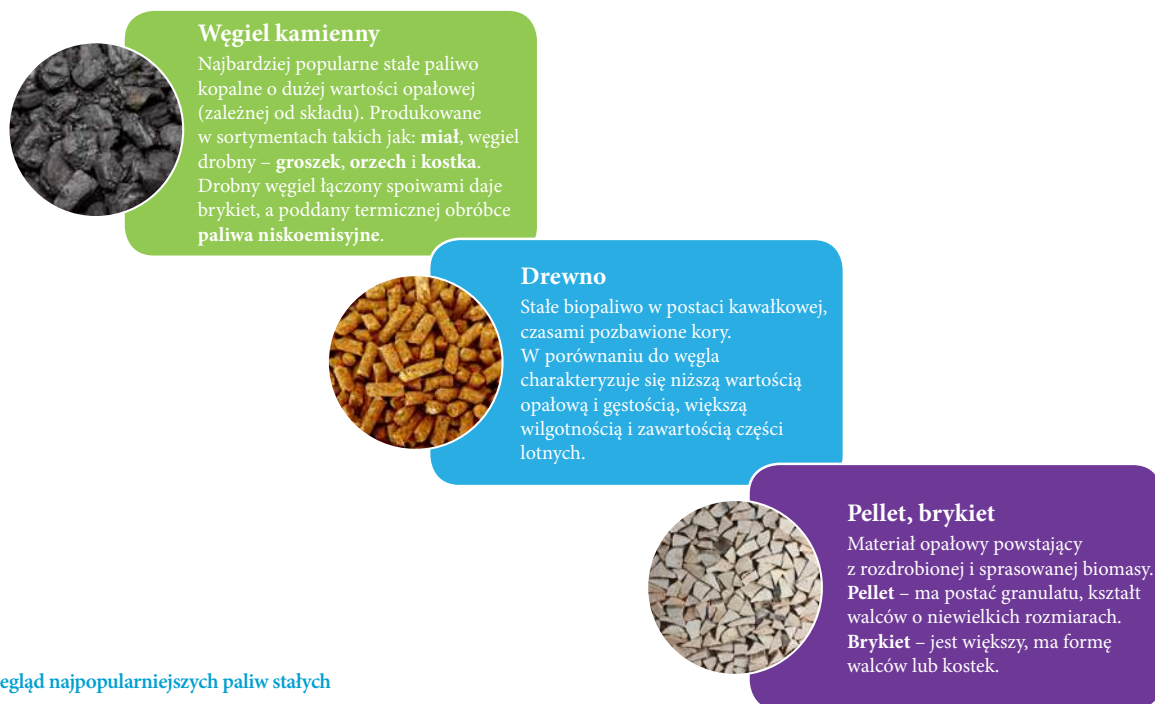 Węgiel kamienny
Najbardziej popularne stałe paliwo
kopalne o dużej wartości opałowej
(zależnej od składu). Produkowane
w sortymentach takich jak: miał, węgiel
drobny – groszek, orzech i kostka.
Drobny węgiel łączony spoiwami daje
brykiet, a poddany termicznej obróbce
paliwa niskoemisyjne.
Drewno
Stałe biopaliwo w postaci kawałkowej,
czasami pozbawione kory.
W porównaniu do węgla
charakteryzuje się niższą wartością
opałową i gęstością, większą
wilgotnością i zawartością części
lotnych.
Pellet, brykiet
Materiał opałowy powstający
z rozdrobionej i sprasowanej biomasy.
Pellet – ma postać granulatu, kształt
walców o niewielkich rozmiarach.
Brykiet – jest większy, ma formę
walców lub kostek.
egląd najpopularniejszych paliw stałych